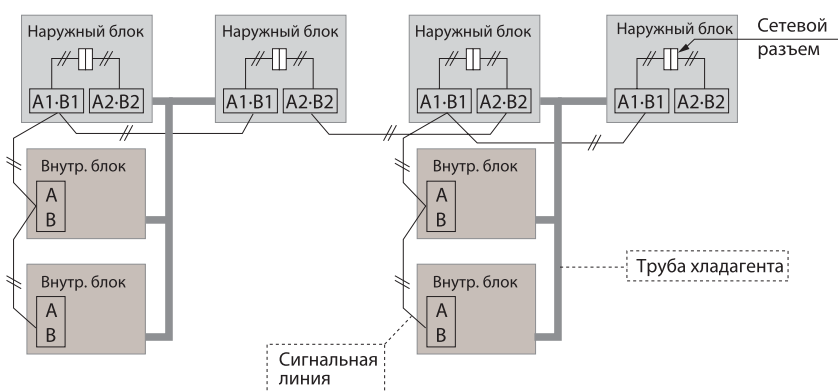 Наружный блок
A1·B1 A2·B2
Наружный блок
A1·B1 A2·B2
Наружный блок
A1·B1 A2·B2
Наружный блок
A1·B1 A2·B2
Сетевой
разъем
Внутр. блок
A
B
Внутр. блок
A
B
Внутр. блок
A
B
Внутр. блок
A
B
Труба хладагента
Сигнальная
линия